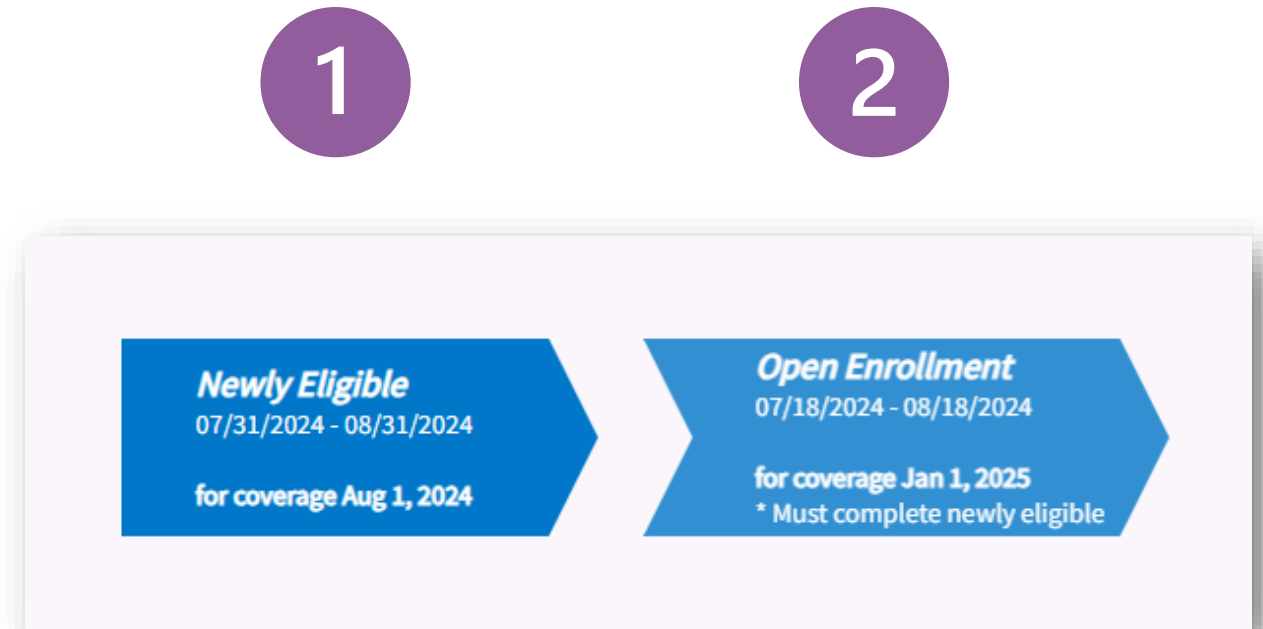 1
2
Newly Eligible
07/31/2024 - 08/31/2024
for coverage Aug 1, 2024
Open Enrollment
07/18/2024 - 08/18/2024
for coverage Jan 1, 2025
* Must complete newly eligible